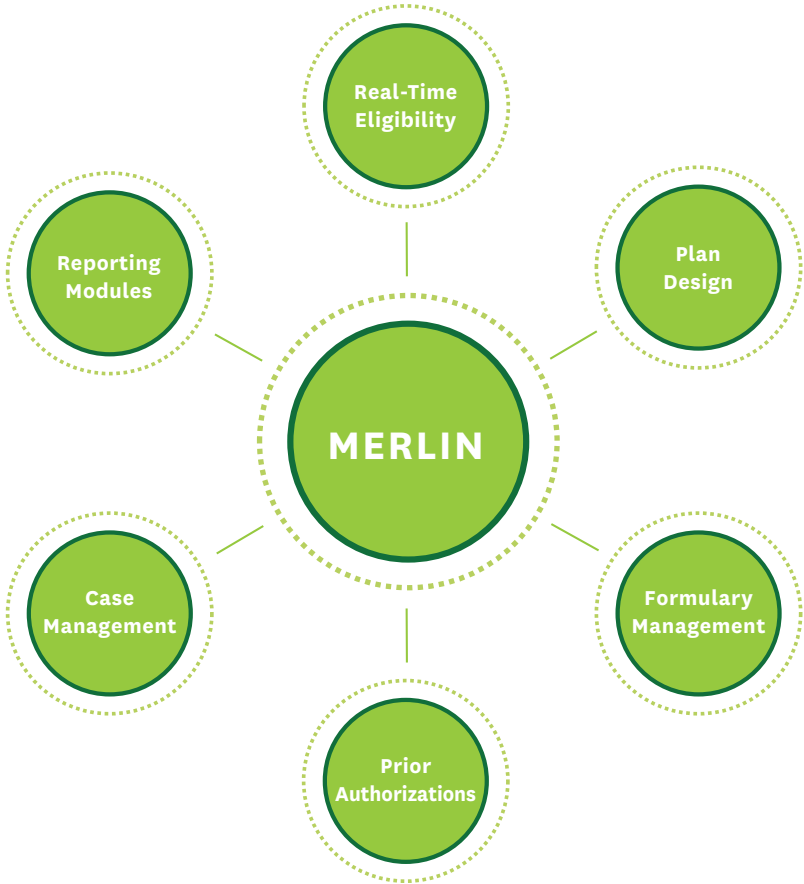 Real-Time
Eligibility
Plan
Design
Formulary
Management
Prior
Authorizations
Case
Management
Reporting
Modules
MERLIN